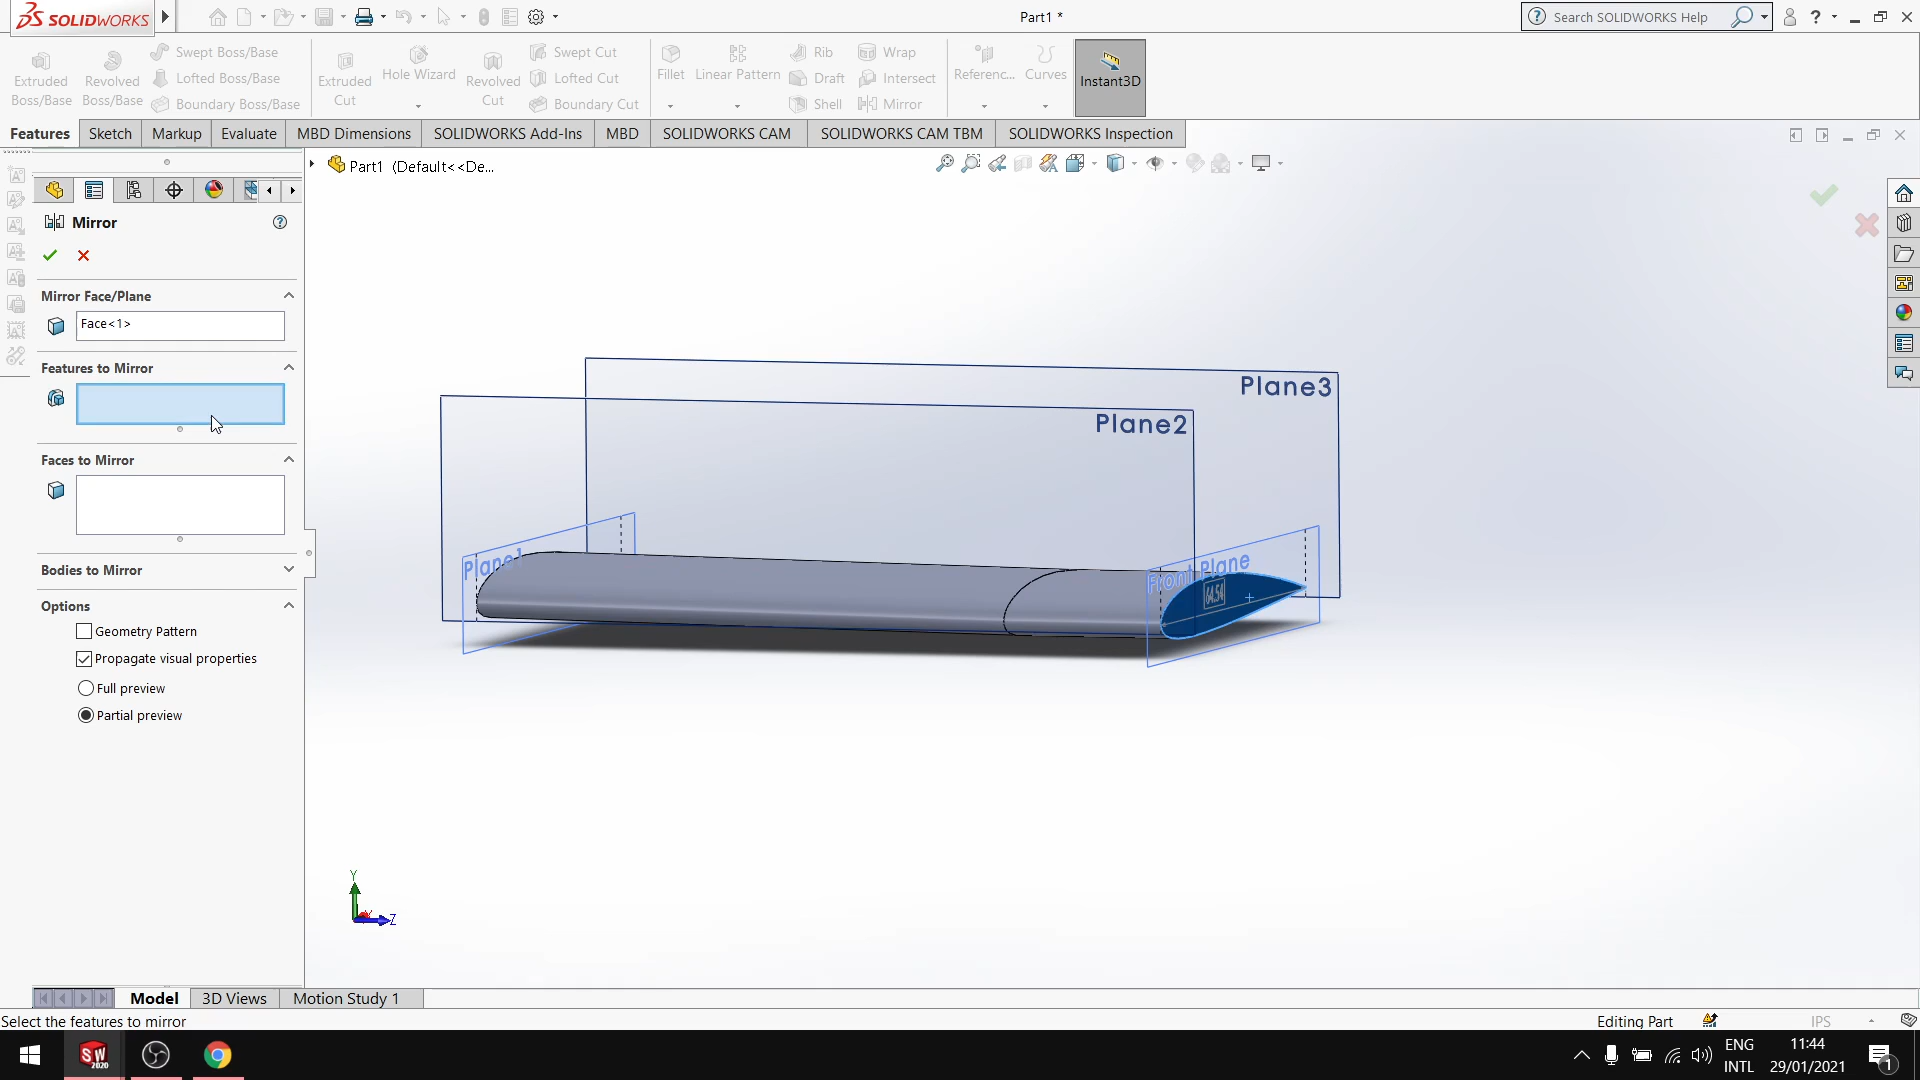 SOLIDWORKS
Part1 *
Search SOLIDWORKS Help
Extruded Boss/Base
Revolved Boss/Base
Swept Boss/Base
Lofted Boss/Base
Boundary Boss/Base
Extruded Cut
Hole Wizard
Revolved Cut
Swept Cut
Lofted Cut
Boundary Cut
Fillet
Linear Pattern
Rib
Draft
Shell
Wrap
Intersect
Mirror
Referenc...
Curves
Instant3D
Features
Sketch
Markup
Evaluate
MBD Dimensions
SOLIDWORKS Add-Ins
MBD
SOLIDWORKS CAM
SOLIDWORKS CAM TBM
SOLIDWORKS Inspection
Part1 (Default<<De...
Mirror
Mirror Face/Plane
Face<1>
Features to Mirror
Faces to Mirror
Bodies to Mirror
Options
Geometry Pattern
Propagate visual properties
Full preview
Partial preview
Plane3
Plane2
Plane1
Front Plane
64.54
Y
Z
Model
3D Views
Motion Study 1
Select the features to mirror
Editing Part
IPS
SW
2020
ENG
INTL
11:44
29/01/2021
1